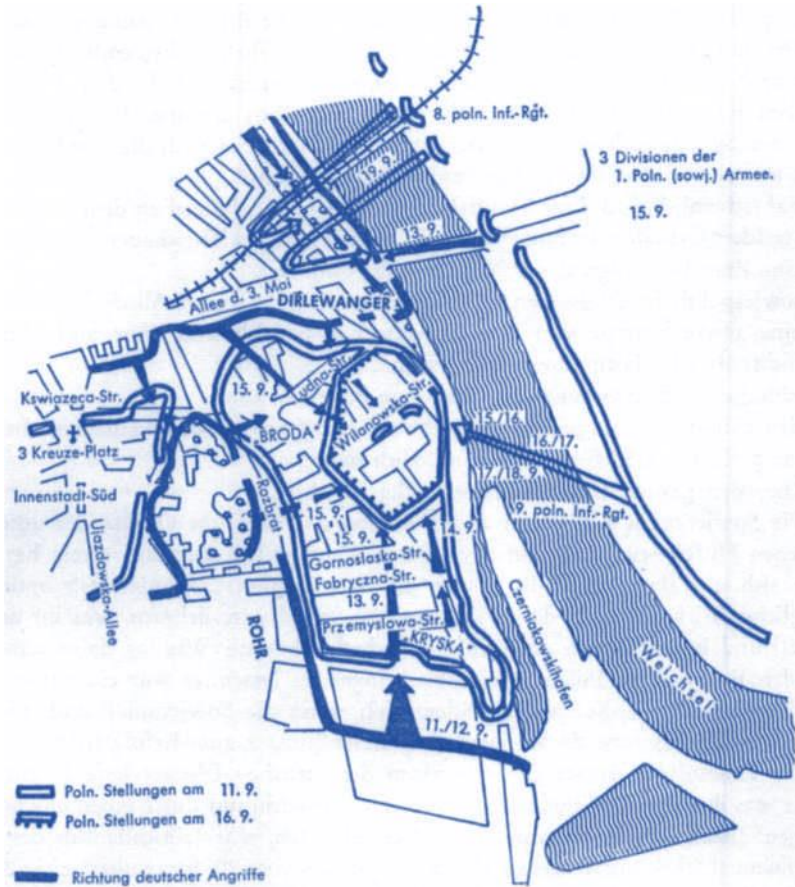 8. poln. Inf.-Rgt.
3 Divisionen der
1. Poln. (sowj.) Armee.
15. 9.
19. 9.
13. 9.
Allee d. 3. Mai
DIRLEWANGER
Kswiazeca-Str.
3 Kreuze-Platz
Innenstadt-Süd
15. 9.
udna-Str.
BRODA
Wilanowska-Str.
15./16.
16./17.
17./18. 9.
9. poln. Inf.-Rgt.
Rozbrat
15. 9.
15. 9.
14. 9.
Gornoslaska-Str.
Fabryczna-Str.
13. 9.
Przemyslowa-Str.
KRYSKA
ROHR
Czerniakowskihafen
Weichsel
11./12. 9.
Poln. Stellungen am 11. 9.
Poln. Stellungen am 16. 9.
Richtung deutscher Angriffe